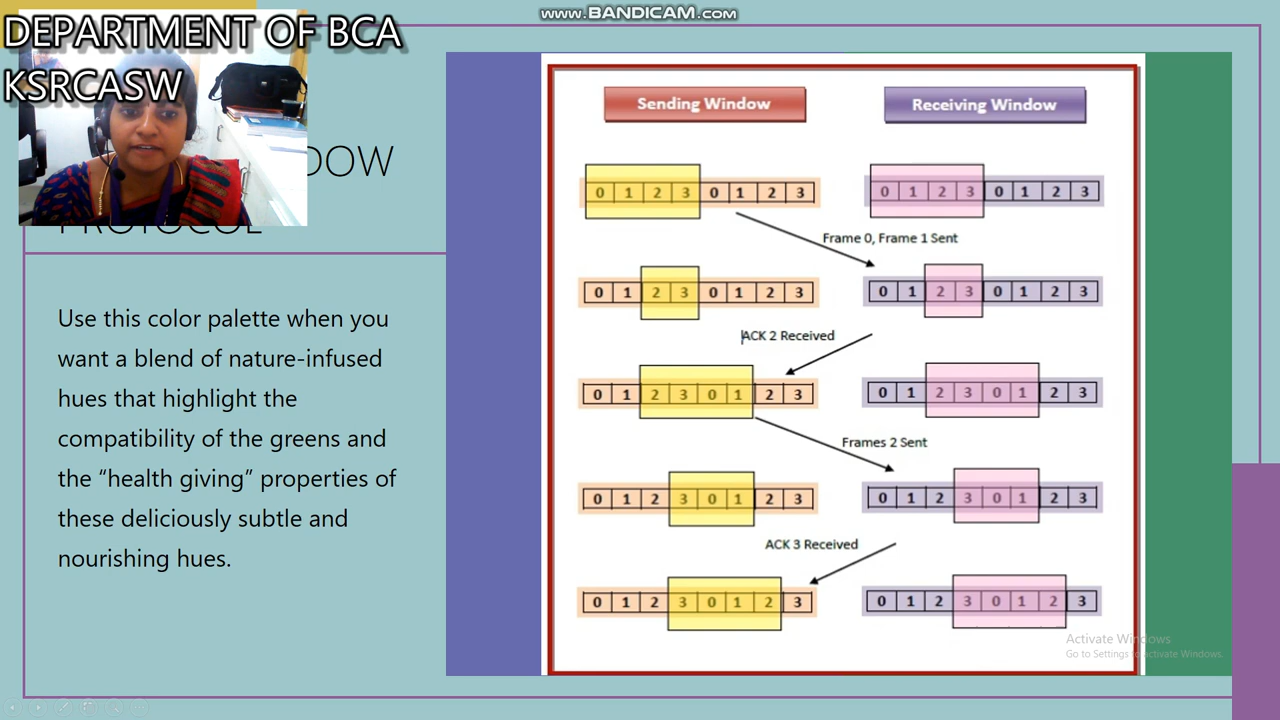 www.BANDICAM.com
DEPARTMENT OF BCA
KSRCASW
DOW
PROTOCOL
Use this color palette when you
want a blend of nature-infused
hues that highlight the
compatibility of the greens and
the “health giving” properties of
these deliciously subtle and
nourishing hues.
Sending Window
Receiving Window
0 1 2 3 0 1 2 3
0 1 2 3 0 1 2 3
Frame 0, Frame 1 Sent
0 1 2 3 0 1 2 3
0 1 2 3 0 1 2 3
ACK 2 Received
0 1 2 3 0 1 2 3
0 1 2 3 0 1 2 3
Frames 2 Sent
0 1 2 3 0 1 2 3
0 1 2 3 0 1 2 3
ACK 3 Received
0 1 2 3 0 1 2 3
0 1 2 3 0 1 2 3
Activate Windows
Go to Settings to activate Windows.